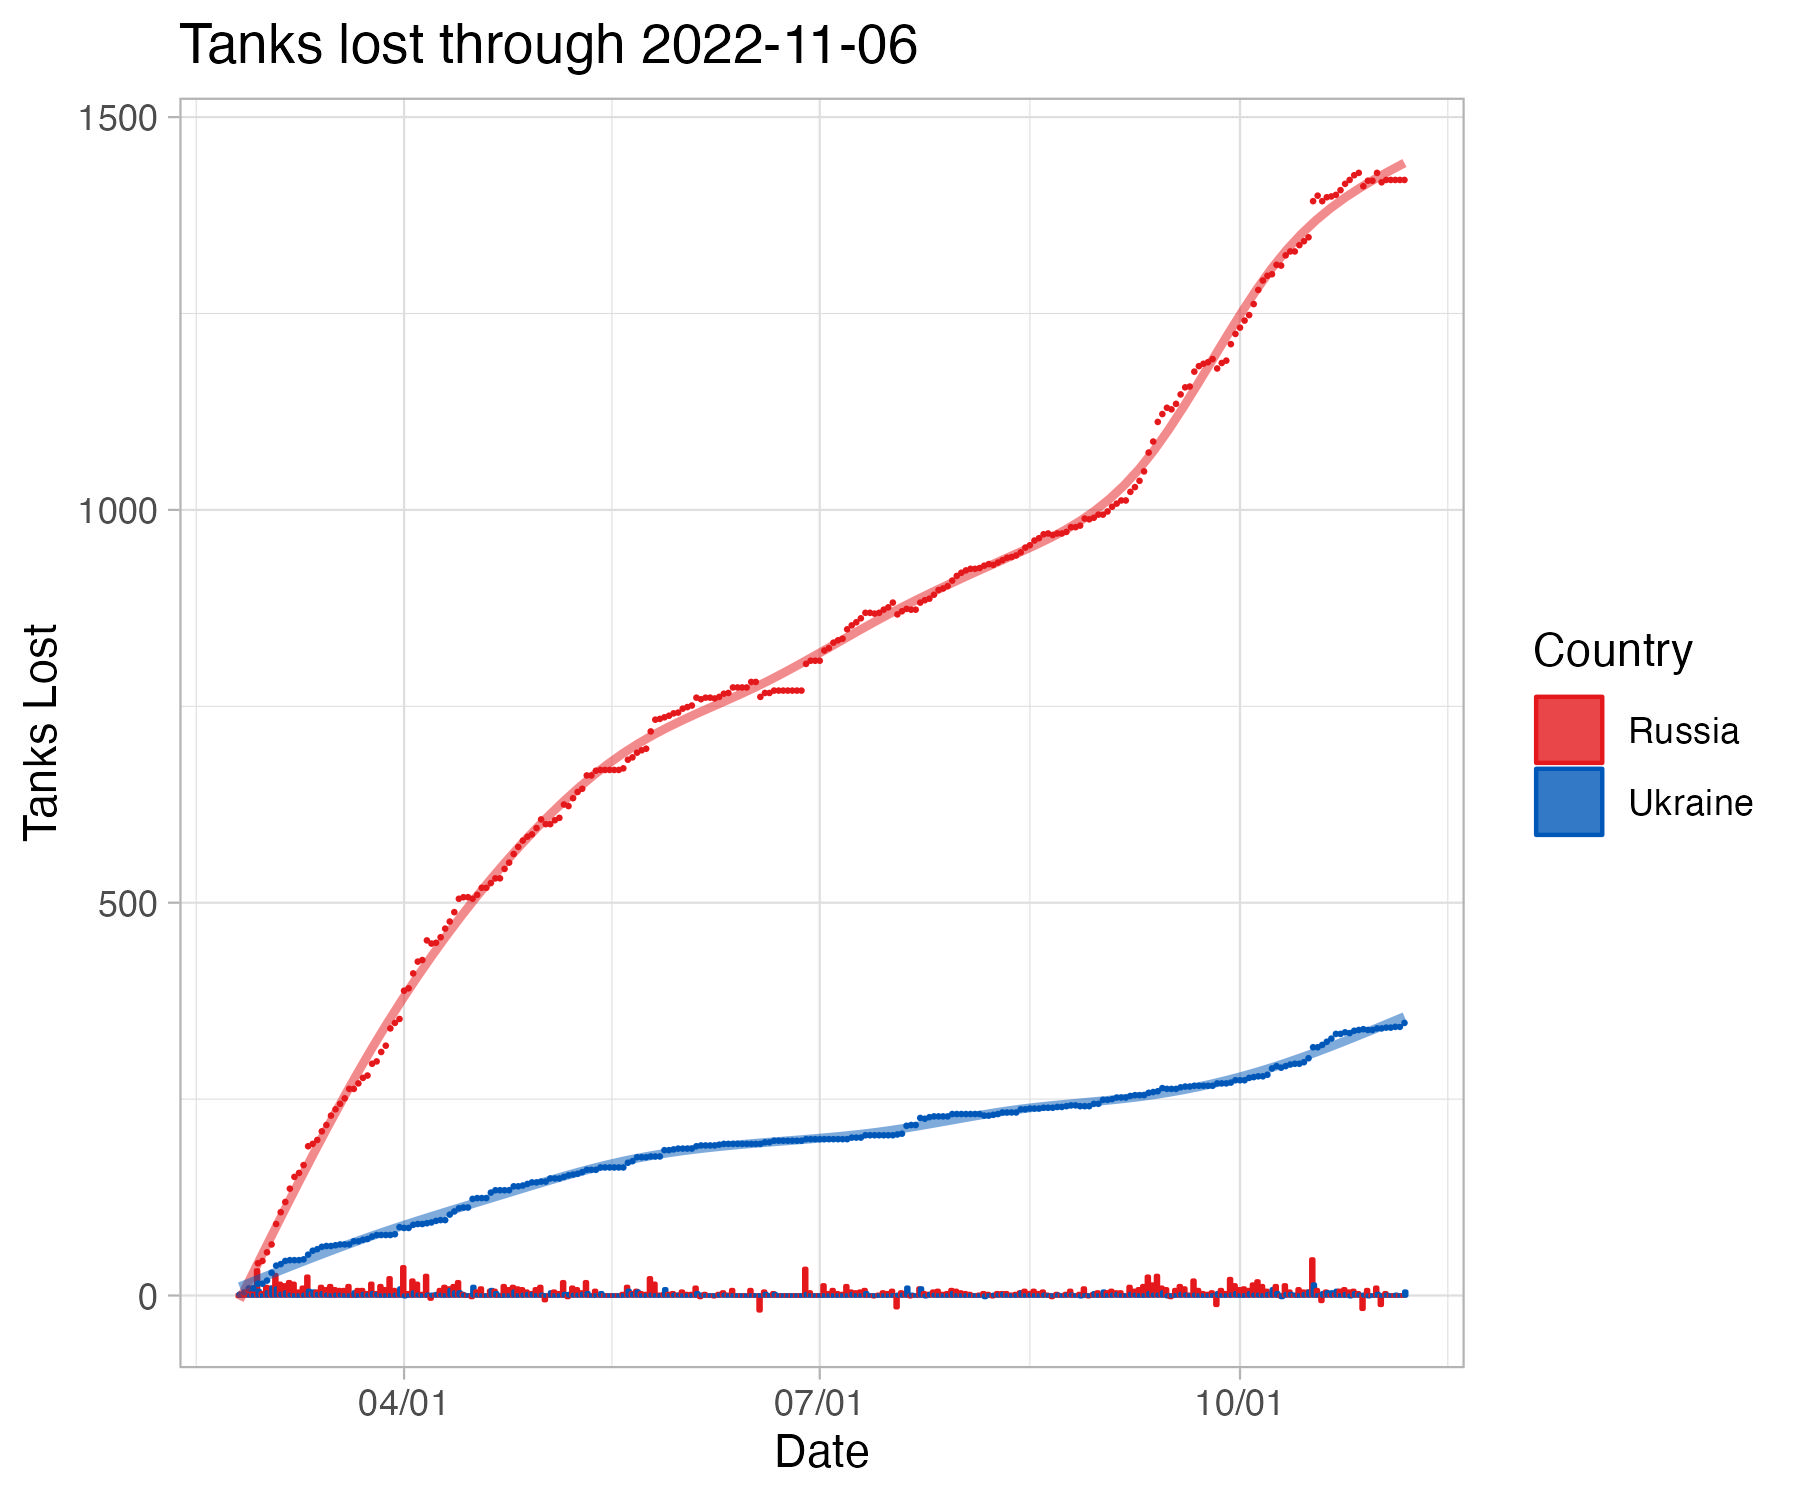 Tanks lost through 2022-11-06
1500
1000
500
0
Tanks Lost
04/01
07/01
10/01
Date
Country
Russia
Ukraine